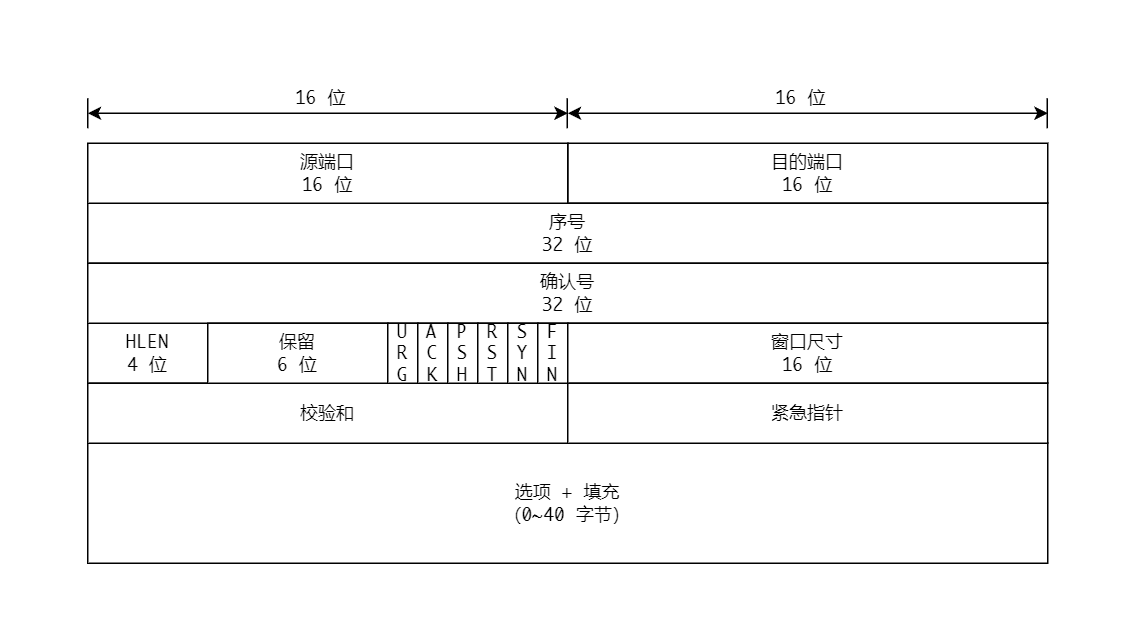 16 位
16 位
源端口
16 位
目的端口
16 位
序号
32 位
确认号
32 位
HLEN
4 位
保留
6 位
URG
ACK
PSH
RST
SYN
FIN
窗口尺寸
16 位
校验和
紧急指针
选项 + 填充
(0~40 字节)